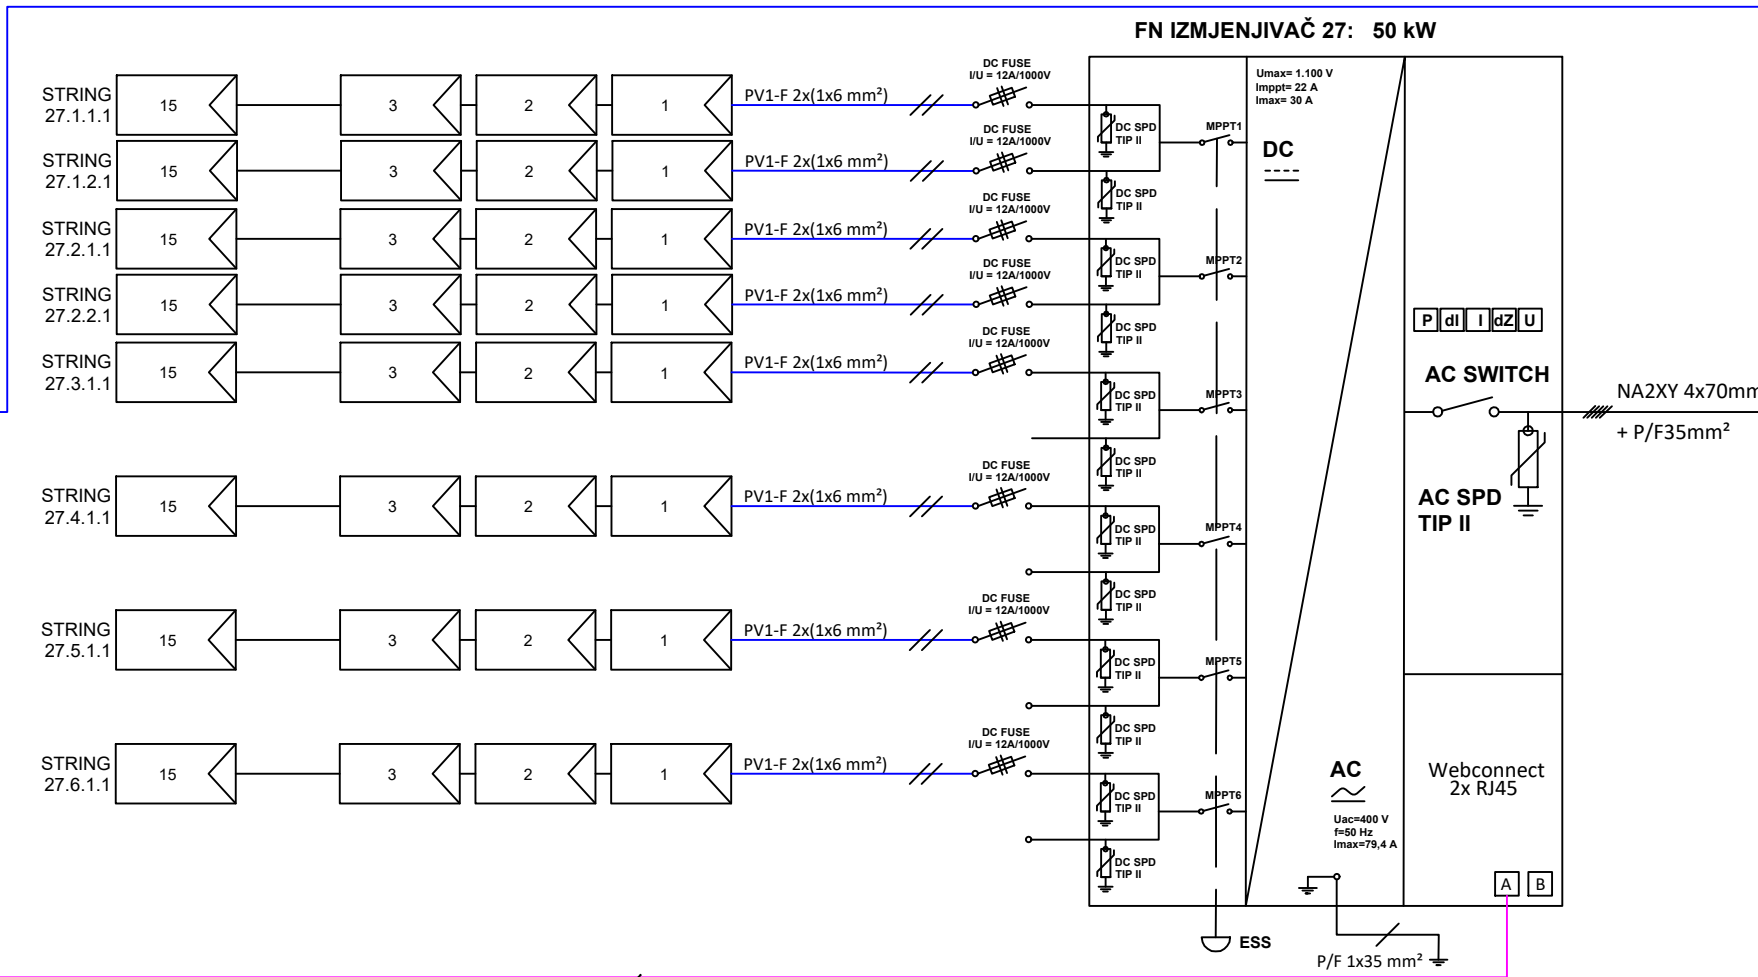 FN IZMJENJIVAČ 27: 50 kW
STRING
27.1.1.1
15
3
2
1
PV1-F 2x(1x6 mm²)
DC FUSE
I/U = 12A/1000V
STRING
27.1.2.1
15
3
2
1
PV1-F 2x(1x6 mm²)
DC FUSE
I/U = 12A/1000V
STRING
27.2.1.1
15
3
2
1
PV1-F 2x(1x6 mm²)
DC FUSE
I/U = 12A/1000V
STRING
27.2.2.1
15
3
2
1
PV1-F 2x(1x6 mm²)
DC FUSE
I/U = 12A/1000V
STRING
27.3.1.1
15
3
2
1
PV1-F 2x(1x6 mm²)
DC FUSE
I/U = 12A/1000V
STRING
27.4.1.1
15
3
2
1
PV1-F 2x(1x6 mm²)
DC FUSE
I/U = 12A/1000V
STRING
27.5.1.1
15
3
2
1
PV1-F 2x(1x6 mm²)
DC FUSE
I/U = 12A/1000V
STRING
27.6.1.1
15
3
2
1
PV1-F 2x(1x6 mm²)
DC FUSE
I/U = 12A/1000V
DC SPD
TIP II
DC SPD
TIP II
MPPT1
DC SPD
TIP II
DC SPD
TIP II
MPPT2
DC SPD
TIP II
DC SPD
TIP II
MPPT3
DC SPD
TIP II
DC SPD
TIP II
MPPT4
DC SPD
TIP II
DC SPD
TIP II
MPPT5
DC SPD
TIP II
DC SPD
TIP II
MPPT6
ESS
Umax= 1.100 V
Imppt= 22 A
Imax= 30 A
DC
AC
Uac=400 V
f=50 Hz
Imax=79,4 A
P/F 1x35 mm²
P dI I dZ U
AC SWITCH
AC SPD
TIP II
NA2XY 4x70mm
+ P/F35mm²
Webconnect
2x RJ45
A B